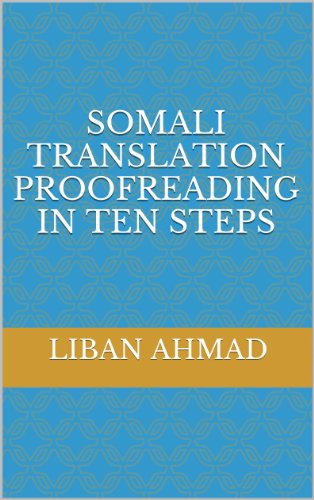 SOMALI
TRANSLATION
PROOFREADING
IN TEN STEPS
LIBAN AHMAD